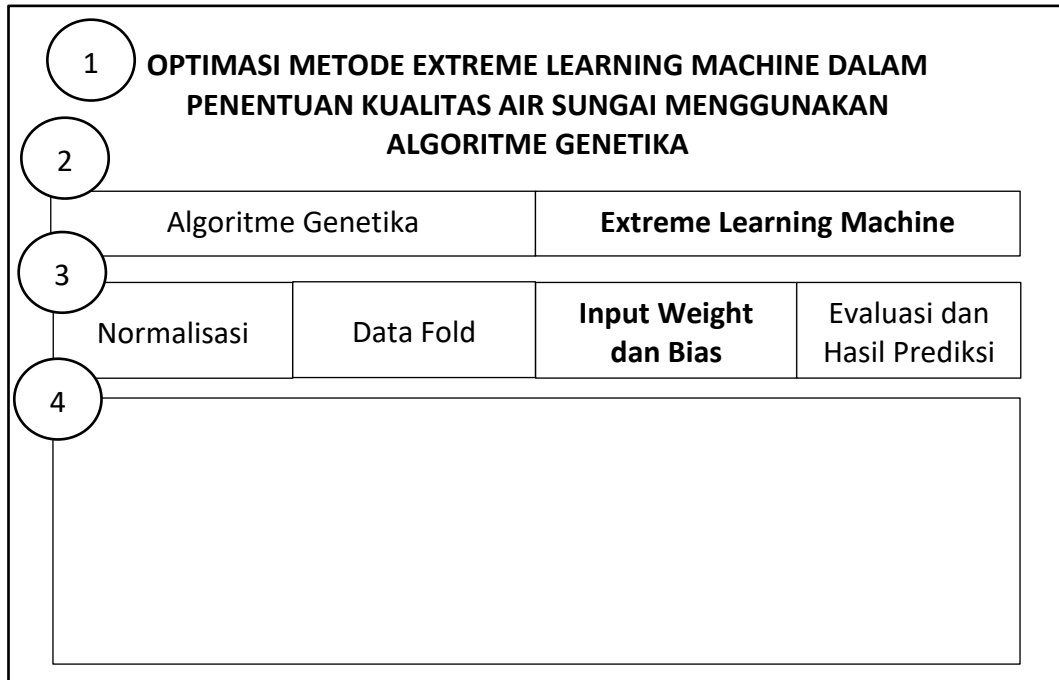 1
OPTIMASI METODE EXTREME LEARNING MACHINE DALAM
PENENTUAN KUALITAS AIR SUNGAI MENGGUNAKAN
ALGORITME GENETIKA
2
Algoritme Genetika
Extreme Learning Machine
3
Normalisasi
Data Fold
Input Weight
dan Bias
Evaluasi dan
Hasil Prediksi
4